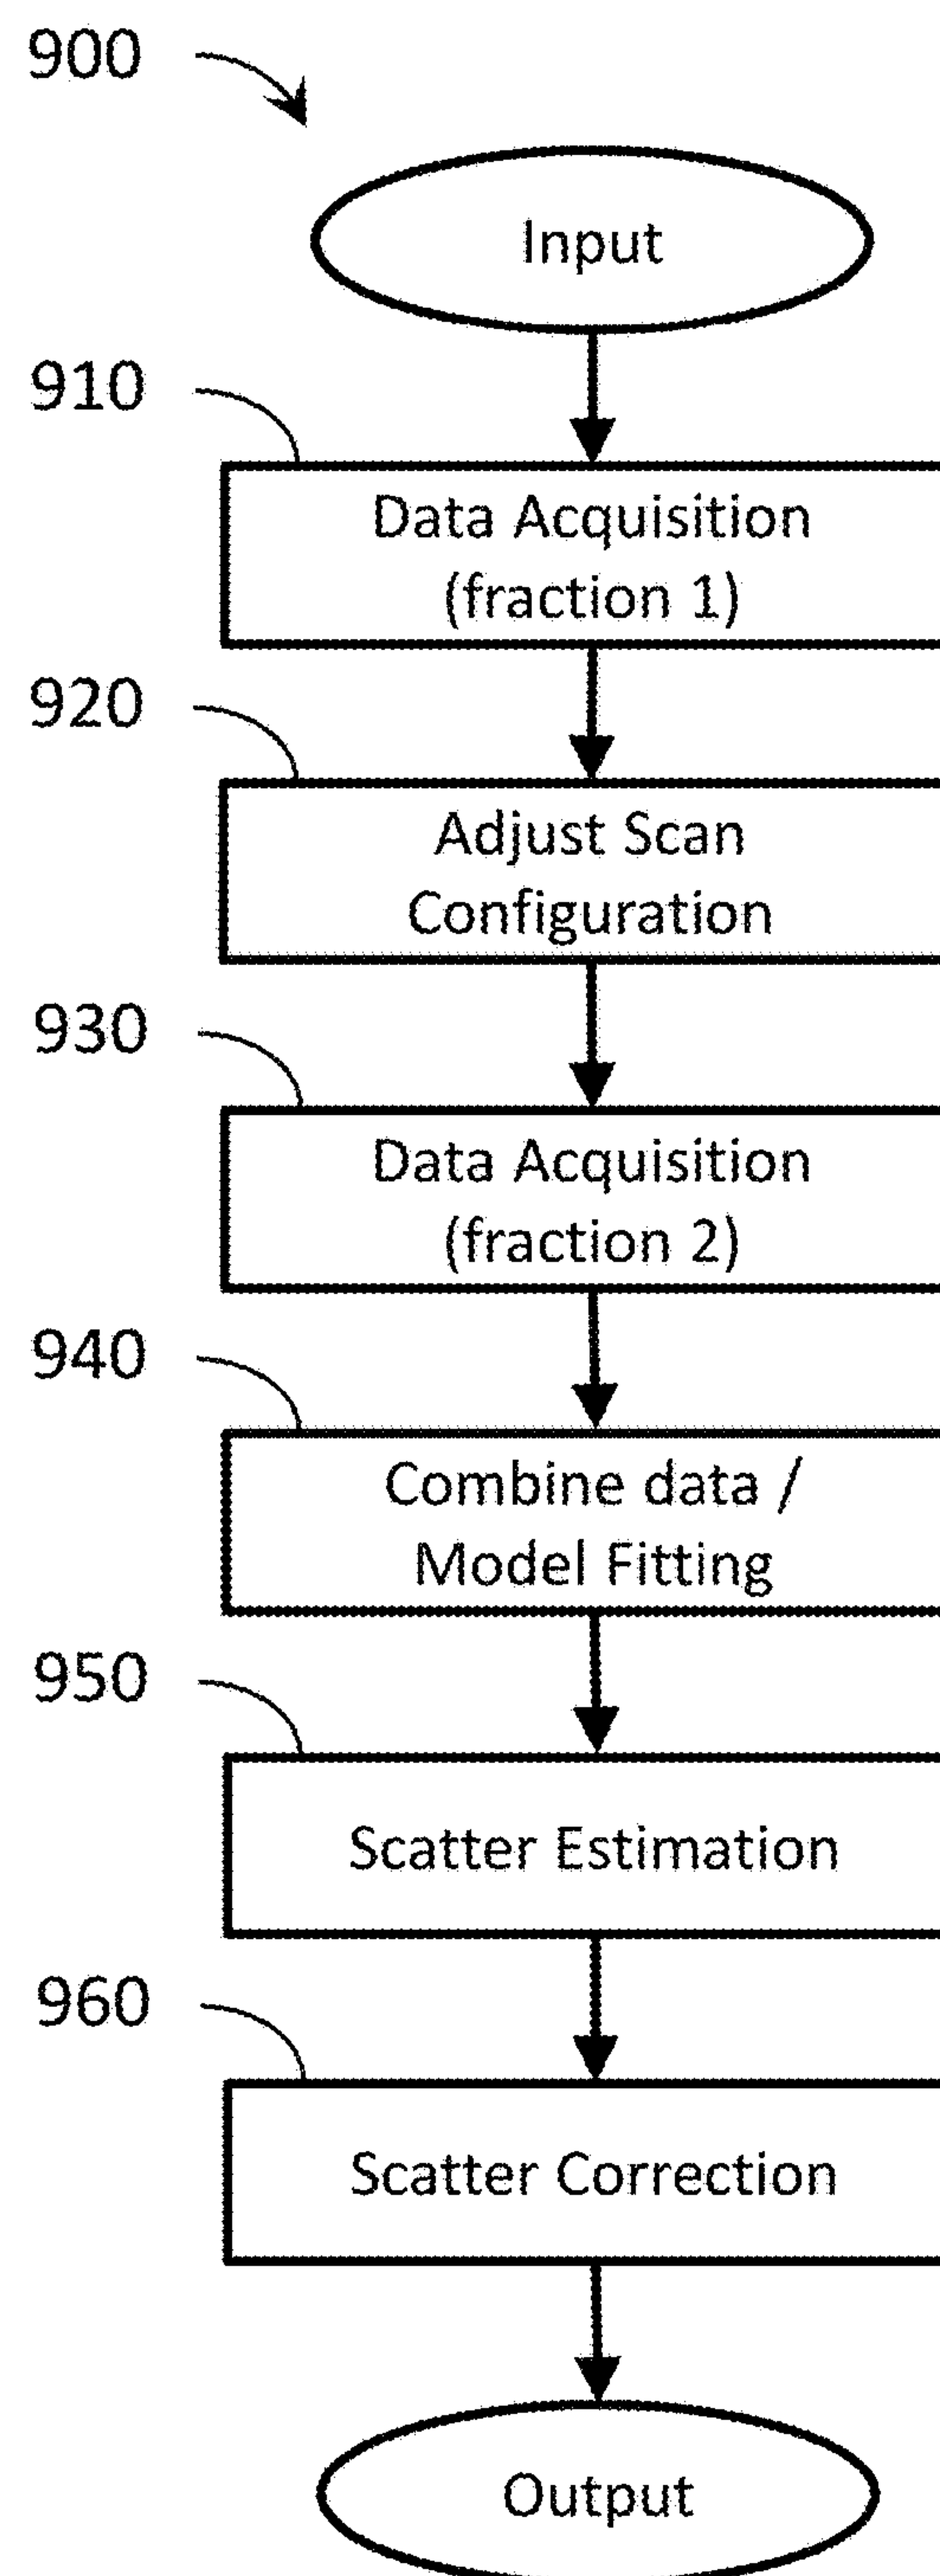 900
Input
910
Data Acquisition
(fraction 1)
920
Adjust Scan
Configuration
930
Data Acquisition
(fraction 2)
940
Combine data /
Model Fitting
950
Scatter Estimation
960
Scatter Correction
Output